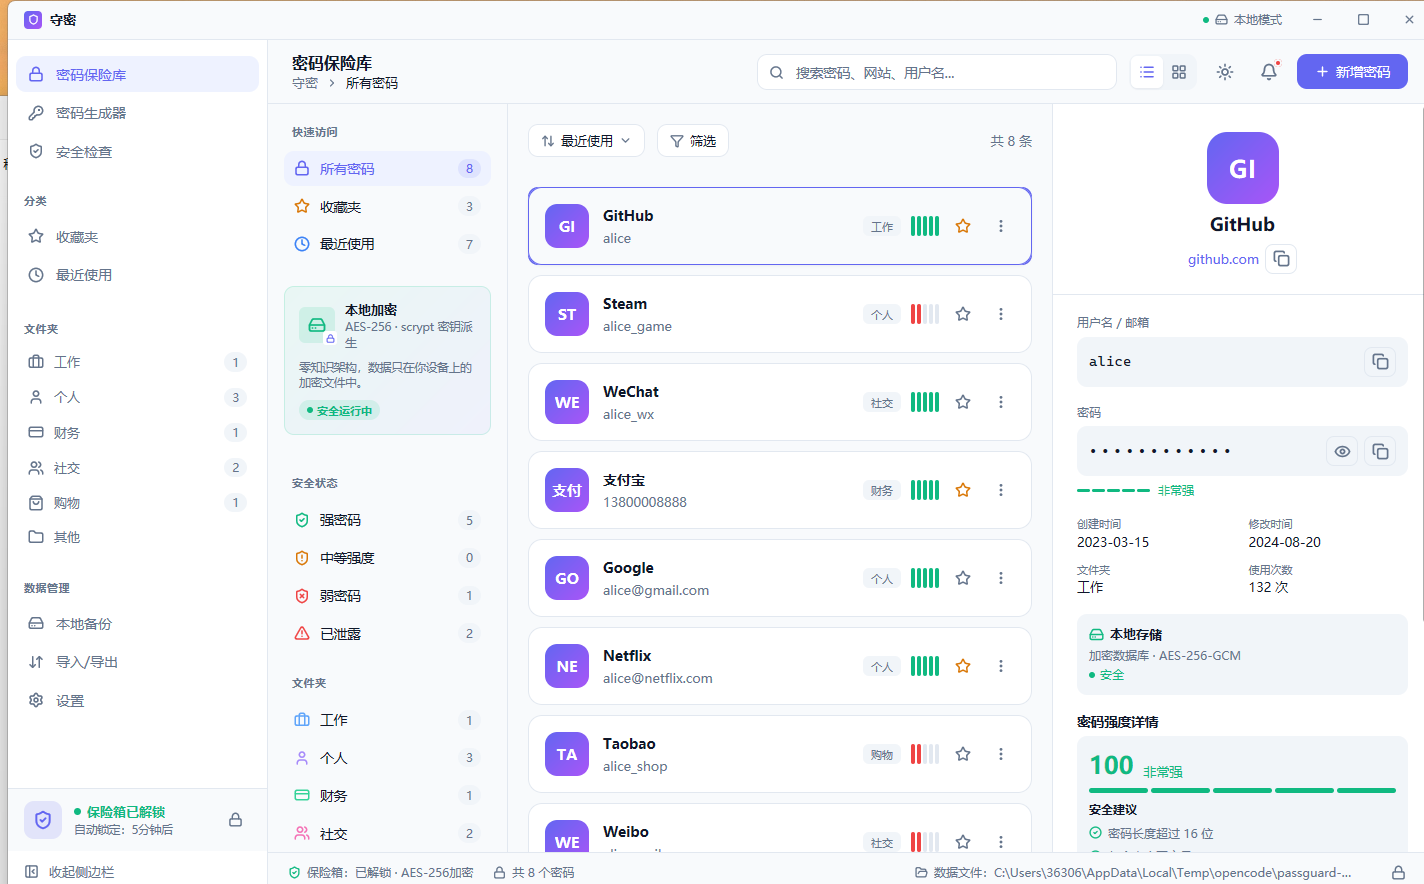 守密
本地模式
密码保险库
密码生成器
安全检查
分类
收藏夹
最近使用
文件夹
工作 1
个人 3
财务 1
社交 2
购物 1
其他
数据管理
本地备份
导入/导出
设置
保险箱已解锁
自动锁定：5分钟后
收起侧边栏
密码保险库
守密 › 所有密码
搜索密码、网站、用户名...
新增密码
快速访问
所有密码 8
收藏夹 3
最近使用 7
本地加密
AES-256 · scrypt 密钥派
生
零知识架构，数据只在你设备上的
加密文件中。
安全运行中
安全状态
强密码 5
中等强度 0
弱密码 1
已泄露 2
文件夹
工作 1
个人 3
财务 1
社交 2
最近使用
筛选
共 8 条
GI
GitHub
alice
工作
ST
Steam
alice_game
个人
WE
WeChat
alice_wx
社交
支付
支付宝
13800008888
财务
GO
Google
alice@gmail.com
个人
NE
Netflix
alice@netflix.com
个人
TA
Taobao
alice_shop
购物
WE
Weibo
社交
GI
GitHub
github.com
用户名 / 邮箱
alice
密码
••••••••••••
非常强
创建时间
2023-03-15
修改时间
2024-08-20
文件夹
工作
使用次数
132 次
本地存储
加密数据库 · AES-256-GCM
安全
密码强度详情
100 非常强
安全建议
密码长度超过 16 位
保险箱：已解锁 · AES-256加密
共 8 个密码
数据文件：C:\Users\36306\AppData\Local\Temp\opencode\passguard-...